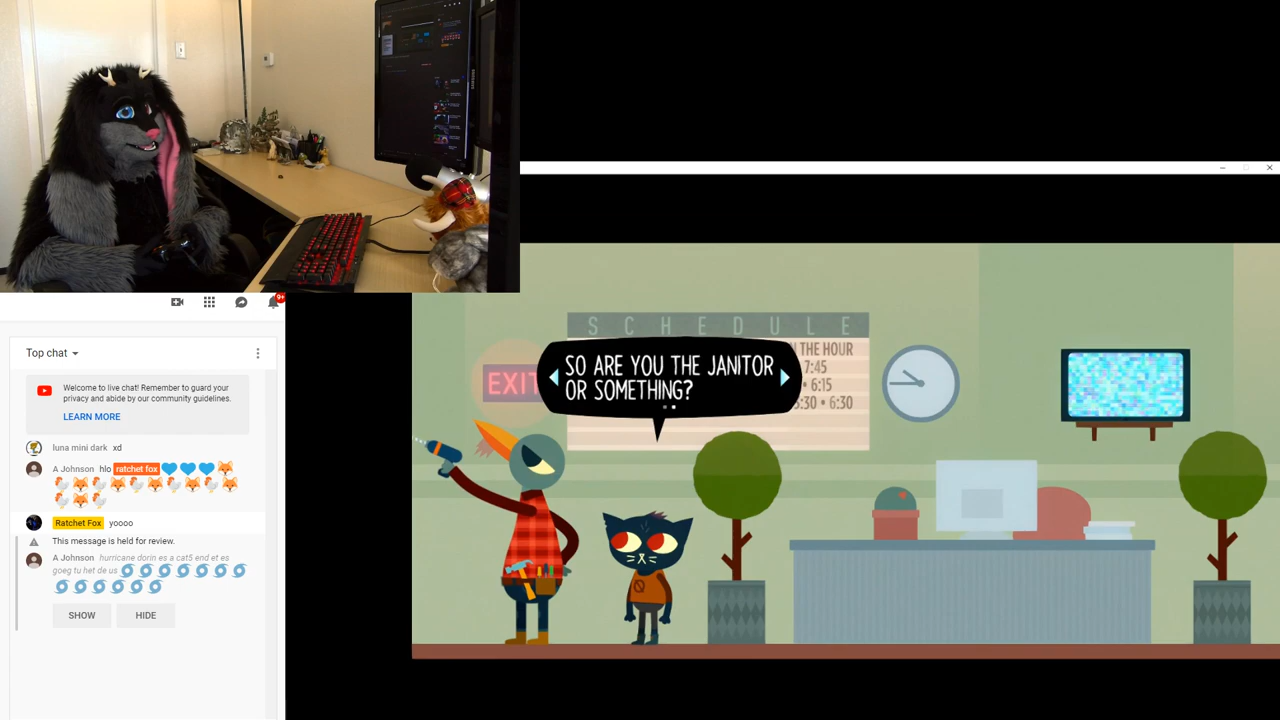 9+
Top chat
Welcome to live chat! Remember to guard your
privacy and abide by our community guidelines.
LEARN MORE
luna mini dark xd
A Johnson hlo ratchet fox
Ratchet Fox yoooo
This message is held for review.
A Johnson hurricane dorin es a cat5 end et es
goeg tu het de us
SHOW HIDE
SCHEDULE
THE HOUR
7:45
6:15
:30 • 6:30
EXIT
SO ARE YOU THE JANITOR
OR SOMETHING?